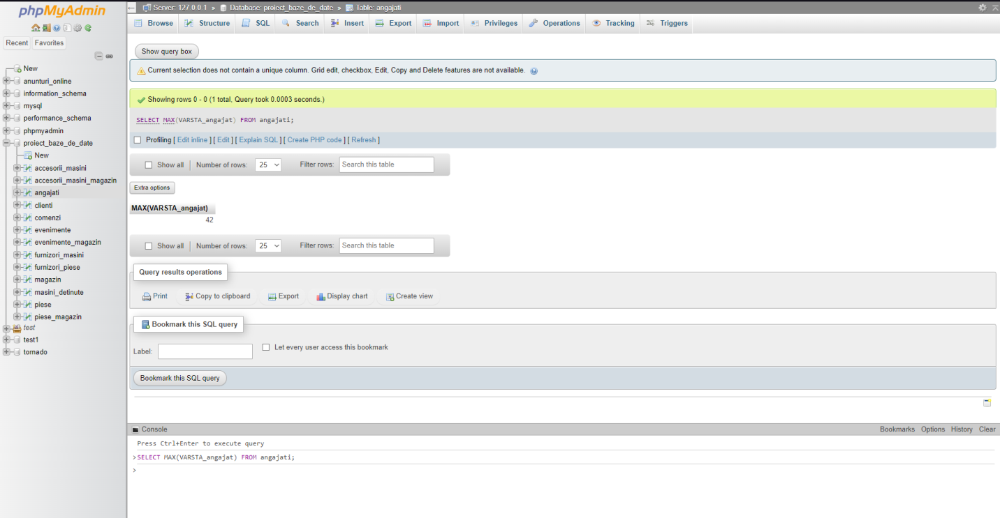 phpMyAdmin
Recent Favorites
New
anunturi_online
information_schema
mysql
performance_schema
phpmyadmin
proiect_baze_de_date
New
accesorii_masini
accesorii_masini_magazin
angajati
clienti
comenzi
evenimente
evenimente_magazin
furnizori_masini
furnizori_piese
magazin
masini_detinute
piese
piese_magazin
test
test1
tornado
Server: 127.0.0.1 » Database: proiect_baze_de_date » Table: angajati
Browse Structure SQL Search Insert Export Import Privileges Operations Tracking Triggers
Show query box
Current selection does not contain a unique column. Grid edit, checkbox, Edit, Copy and Delete features are not available.
Showing rows 0 - 0 (1 total, Query took 0.0003 seconds.)
SELECT MAX(VARSTA_angajat) FROM angajati;
Profiling [ Edit inline ] [ Edit ] [ Explain SQL ] [ Create PHP code ] [ Refresh ]
Show all | Number of rows: 25 Filter rows: Search this table
Extra options
MAX(VARSTA_angajat)
42
Show all | Number of rows: 25 Filter rows: Search this table
Query results operations
Print Copy to clipboard Export Display chart Create view
Bookmark this SQL query
Label: Let every user access this bookmark
Bookmark this SQL query
Console Bookmarks Options History Clear
Press Ctrl+Enter to execute query
>SELECT MAX(VARSTA_angajat) FROM angajati;
>